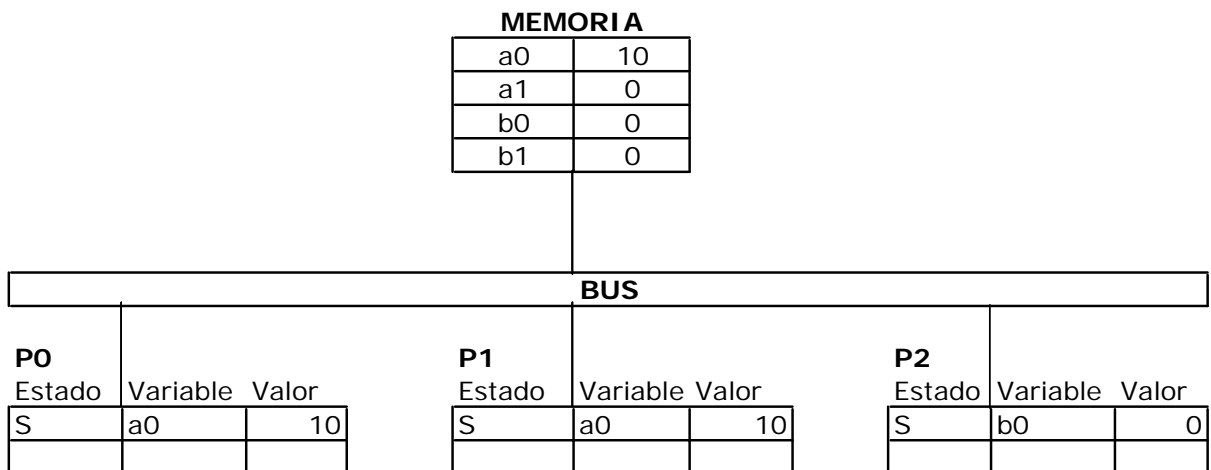 MEMORIA
a0 10
a1 0
b0 0
b1 0
BUS
P0 P1 P2
Estado Variable Valor Estado Variable Valor Estado Variable Valor
S a0 10 S a0 10 S b0 0